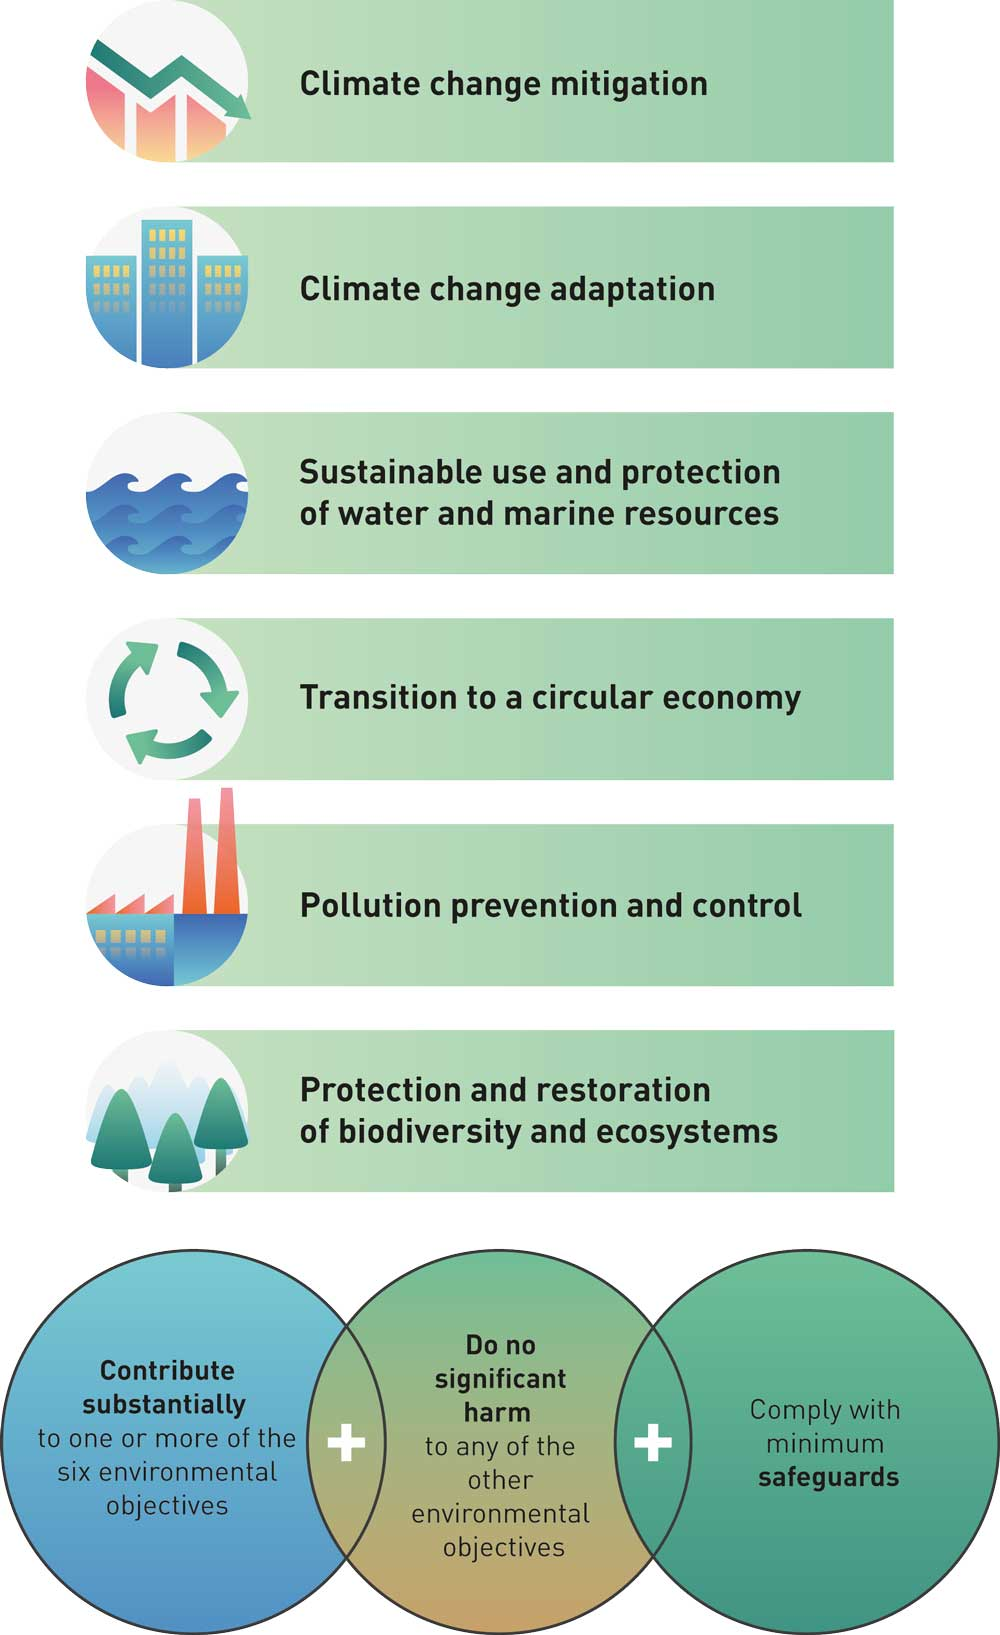 Climate change mitigation
Climate change adaptation
Sustainable use and protection
of water and marine resources
Transition to a circular economy
Pollution prevention and control
Protection and restoration
of biodiversity and ecosystems
Contribute
substantially
to one or more of the
six environmental
objectives
Do no
significant
harm
to any of the
other
environmental
objectives
Comply with
minimum
safeguards